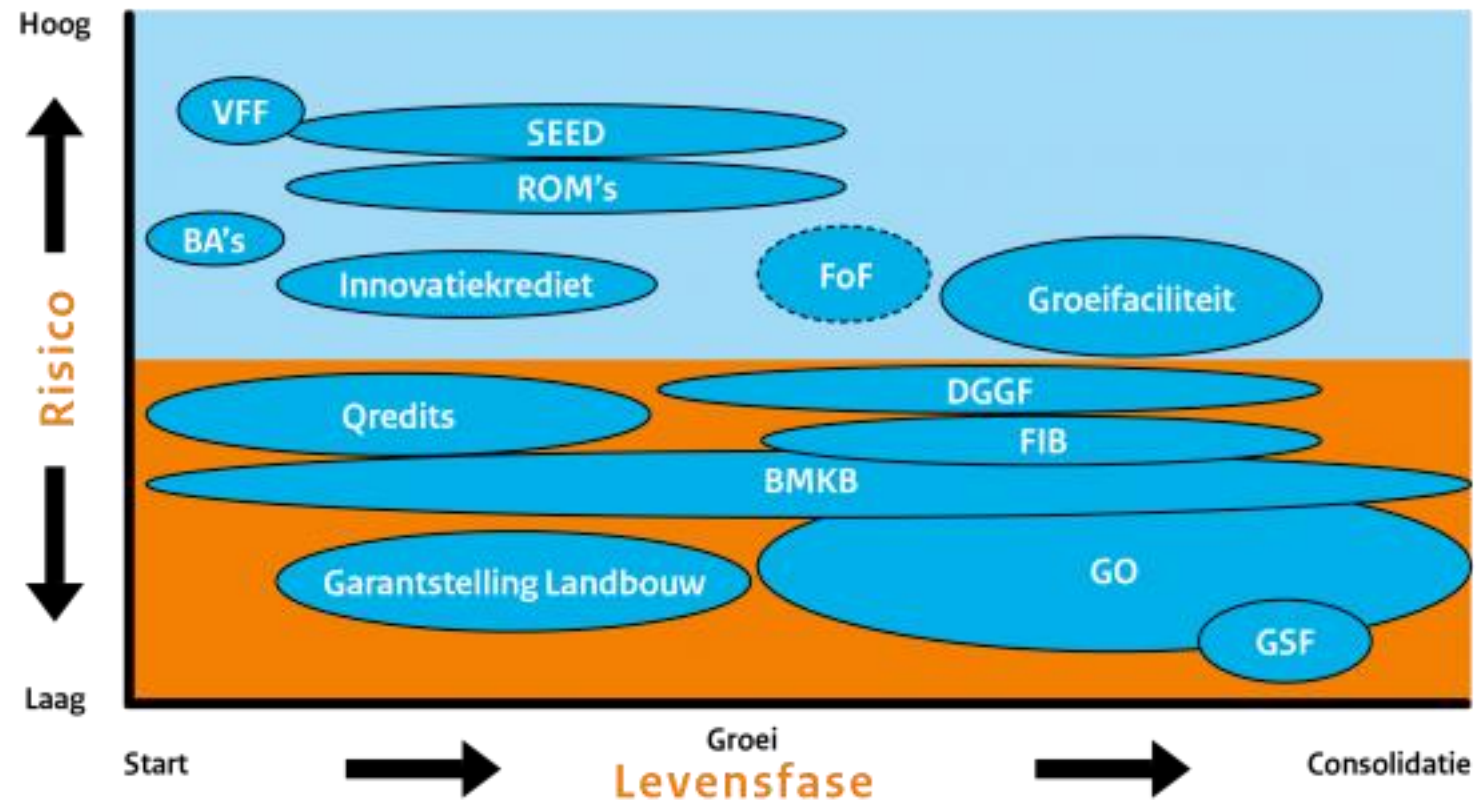 Hoog
VFF
SEED
ROM's
BA's
Innovatiekrediet
FoF
Groeifaciliteit
Risico
DGGF
Qredits
FIB
BMKB
Garantstelling Landbouw
GO
GSF
Laag
Start
Groei
Levensfase
Consolidatie